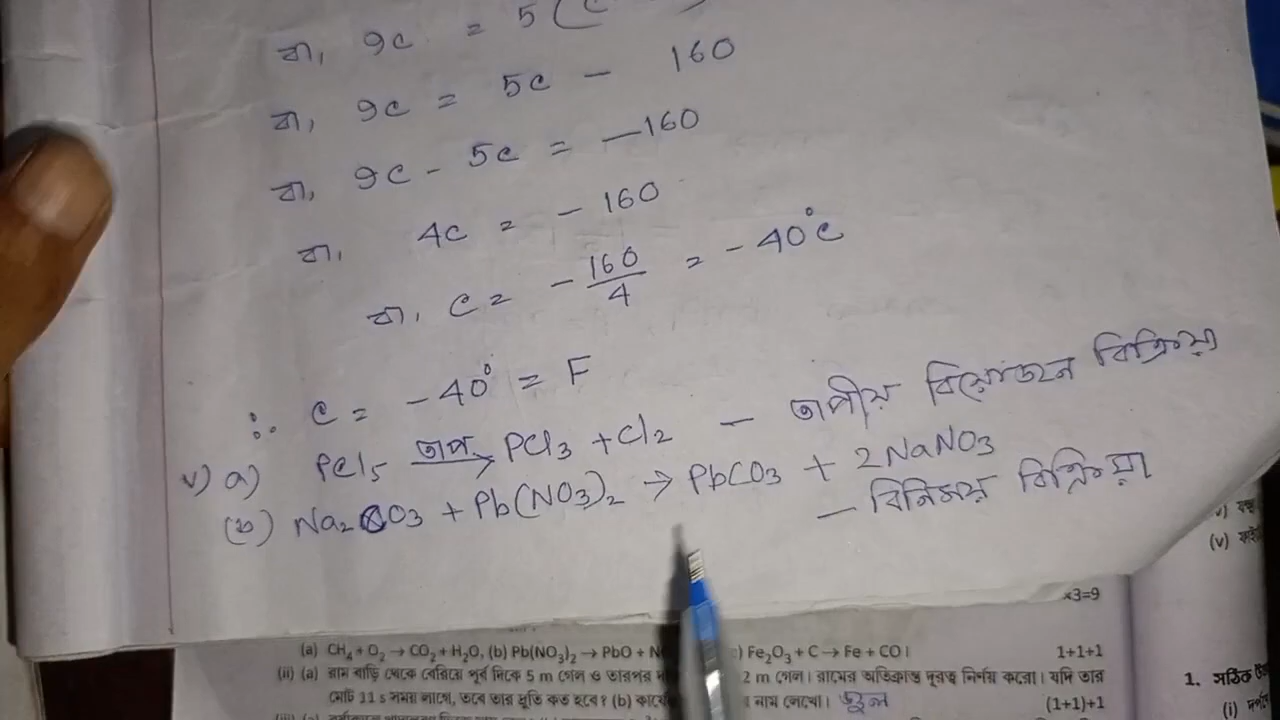 বা, 9c = 5(c
বা, 9c = 5c - 160
বা, 9c - 5c = -160
বা, 4c = - 160
বা, c = - 160/4 = - 40°c
∴ c = - 40° = F
v) a) PCl5 তাপ→ PCl3 + Cl2 — তাপীয় বিয়োজন বিক্রিয়া
(b) Na2CO3 + Pb(NO3)2 → PbCO3 + 2NaNO3
— বিনিময় বিক্রিয়া
(v)
×3=9
(a) CH4 + O2 → CO2 + H2O, (b) Pb(NO3)2 → PbO + N Fe2O3 + C → Fe + CO। 1+1+1
(ii) (a) রাম বাড়ি থেকে বেরিয়ে পূর্ব দিকে 5 m গেল ও তারপর 2 m গেল। রামের অতিক্রান্ত দূরত্ব নির্ণয় করো। যদি তার
মোট 11 s সময় লাগে, তবে তার দ্রুতি কত হবে? (b) নাম লেখো। জুল (1+1)+1
1. সঠিক
(i)